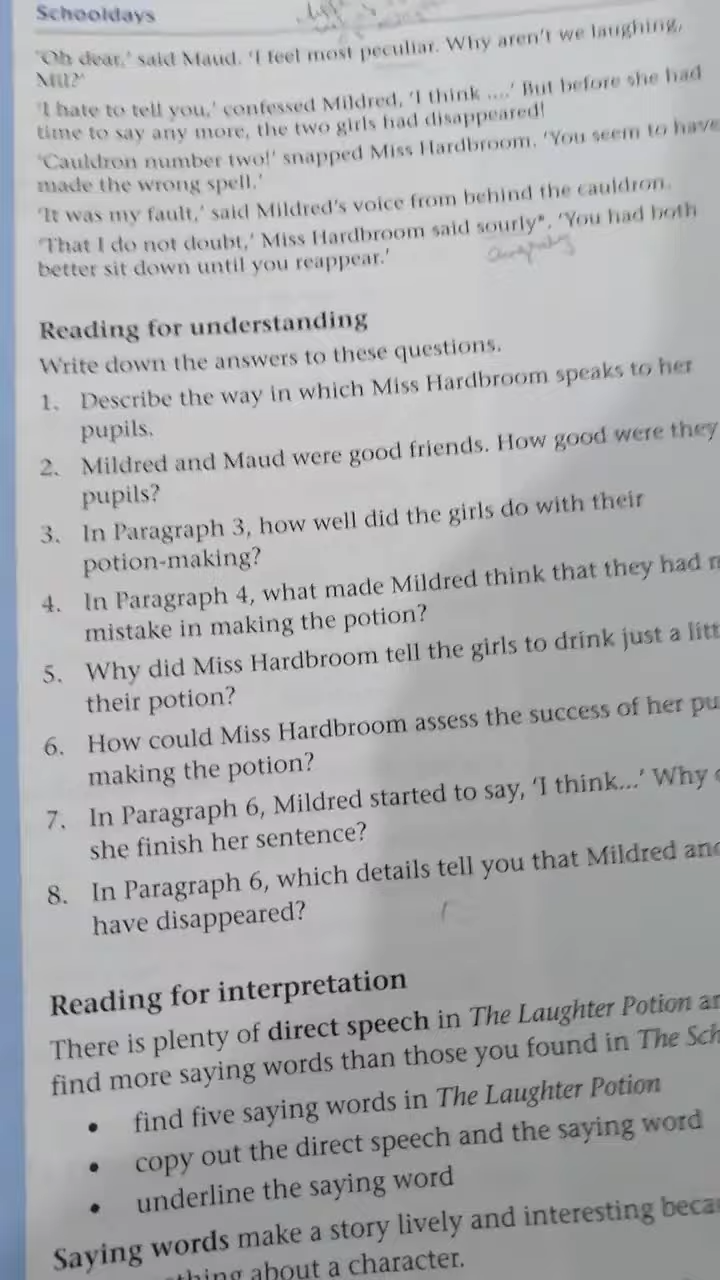 Schooldays
'Oh dear,' said Maud. 'I feel most peculiar. Why aren't we laughing,
Mil?'
'I hate to tell you,' confessed Mildred, 'I think ....' But before she had
time to say any more, the two girls had disappeared!
'Cauldron number two!' snapped Miss Hardbroom. 'You seem to have
made the wrong spell.'
'It was my fault,' said Mildred's voice from behind the cauldron.
'That I do not doubt,' Miss Hardbroom said sourly*. 'You had both
better sit down until you reappear.'
Reading for understanding
Write down the answers to these questions.
1. Describe the way in which Miss Hardbroom speaks to her
pupils.
2. Mildred and Maud were good friends. How good were they
pupils?
3. In Paragraph 3, how well did the girls do with their
potion-making?
4. In Paragraph 4, what made Mildred think that they had
mistake in making the potion?
5. Why did Miss Hardbroom tell the girls to drink just a litt
their potion?
6. How could Miss Hardbroom assess the success of her pu
making the potion?
7. In Paragraph 6, Mildred started to say, 'I think...' Why
she finish her sentence?
8. In Paragraph 6, which details tell you that Mildred and
have disappeared?
Reading for interpretation
There is plenty of direct speech in The Laughter Potion
find more saying words than those you found in The Sch
• find five saying words in The Laughter Potion
• copy out the direct speech and the saying word
• underline the saying word
Saying words make a story lively and interesting beca
thing about a character.